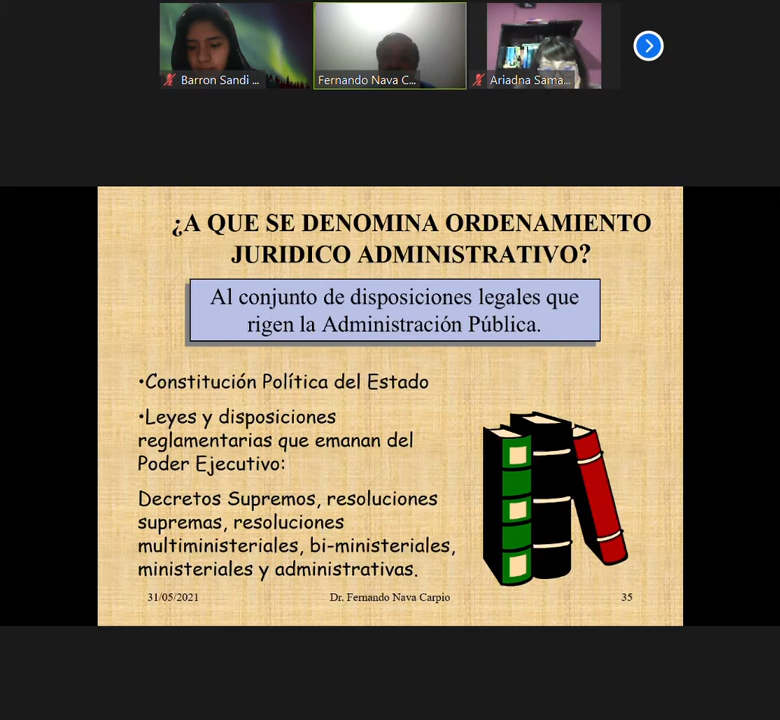 Barron Sandi ...
Fernando Nava C...
Ariadna Sama...
¿A QUE SE DENOMINA ORDENAMIENTO
JURIDICO ADMINISTRATIVO?
Al conjunto de disposiciones legales que
rigen la Administración Pública.
•Constitución Política del Estado
•Leyes y disposiciones
reglamentarias que emanan del
Poder Ejecutivo:
Decretos Supremos, resoluciones
supremas, resoluciones
multiministeriales, bi-ministeriales,
ministeriales y administrativas.
31/05/2021
Dr. Fernando Nava Carpio
35